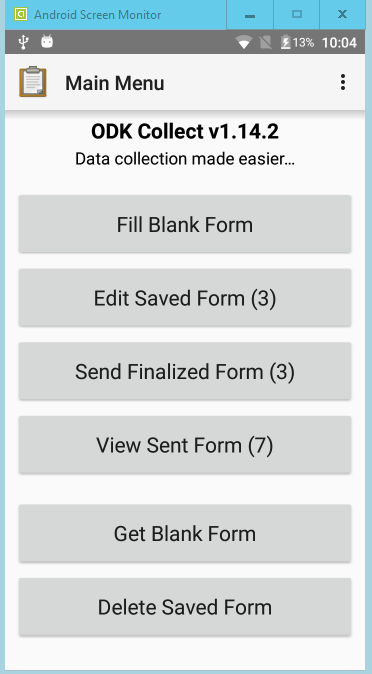 Android Screen Monitor
13% 10:04
Main Menu
ODK Collect v1.14.2
Data collection made easier...
Fill Blank Form
Edit Saved Form (3)
Send Finalized Form (3)
View Sent Form (7)
Get Blank Form
Delete Saved Form